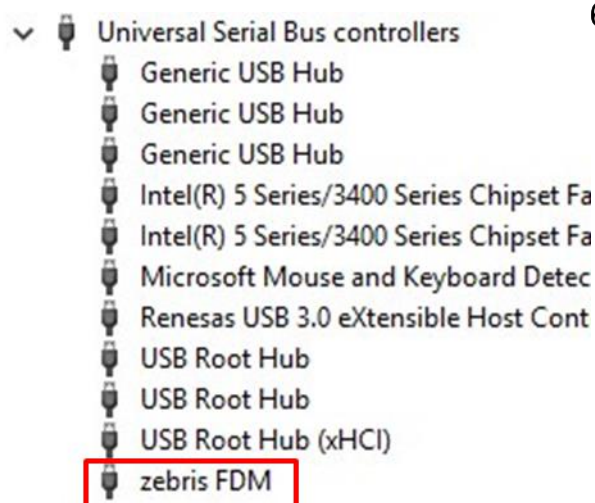 Universal Serial Bus controllers
Generic USB Hub
Generic USB Hub
Generic USB Hub
Intel(R) 5 Series/3400 Series Chipset Fa
Intel(R) 5 Series/3400 Series Chipset Fa
Microsoft Mouse and Keyboard Detec
Renesas USB 3.0 eXtensible Host Cont
USB Root Hub
USB Root Hub
USB Root Hub (xHCI)
zebris FDM